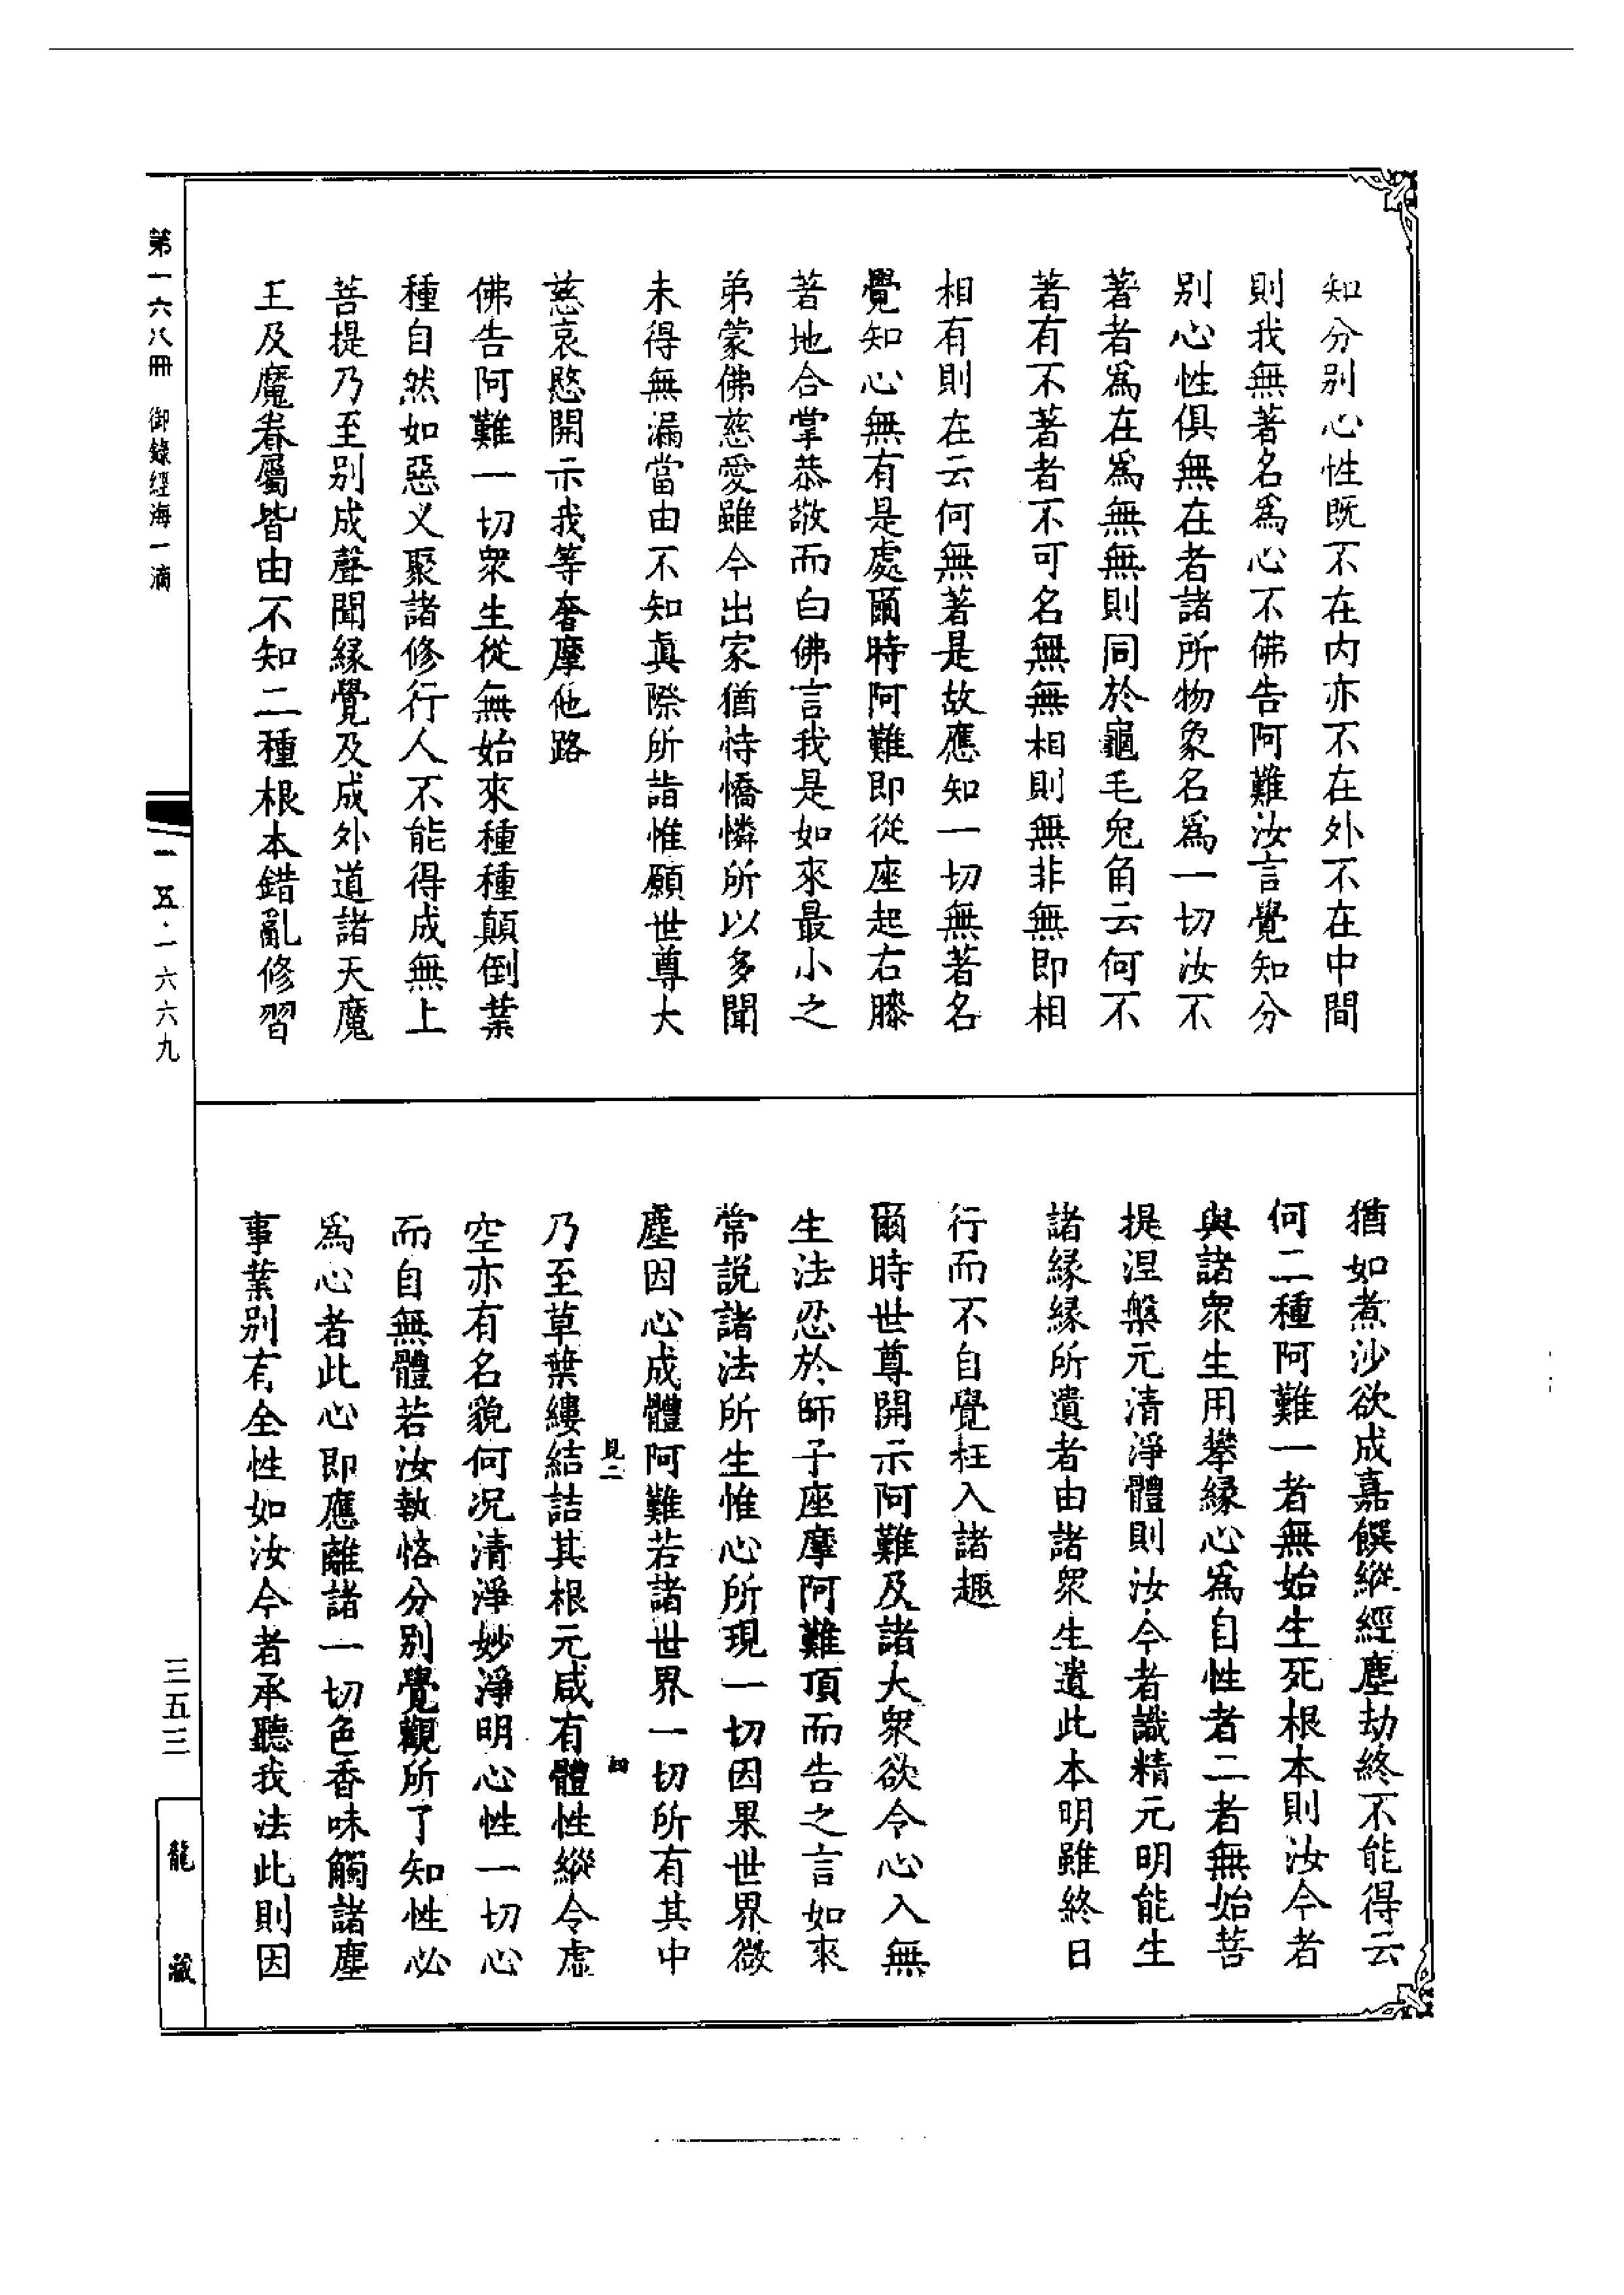 知分别心性既不在内亦不在外不在中間
則我無著名為心不佛告阿難汝言覺知分
别心性俱無在者諸所物象名為一切汝不
著者為在為無無則同於龜毛兔角云何不
著有不著者不可名無無相則無非無即相
相有則在云何無著是故應知一切無著名
覺知心無有是處爾時阿難即從座起右膝
著地合掌恭敬而白佛言我是如來最小之
弟蒙佛慈愛雖今出家猶恃憍憐所以多聞
未得無漏當由不知真際所詣惟願世尊大
慈哀愍開示我等奢摩他路
佛告阿難一切衆生從無始來種種顛倒業
種自然如惡义聚諸修行人不能得成無上
菩提乃至别成聲聞緣覺及成外道諸天魔
王及魔眷屬皆由不知二種根本錯亂修習
猶如煮沙欲成嘉饌縱經塵劫終不能得云
何二種阿難一者無始生死根本則汝今者
與諸衆生用攀緣心為自性者二者無始菩
提涅槃元清淨體則汝今者識精元明能生
諸緣緣所遺者由諸衆生遺此本明雖終日
行而不自覺枉入諸趣
爾時世尊開示阿難及諸大衆欲令心入無
生法忍於師子座摩阿難頂而告之言如來
常說諸法所生惟心所現一切因果世界微
塵因心成體阿難若諸世界一切所有其中
見二 四
乃至草葉縷結詰其根元咸有體性縱令虛
空亦有名貌何况清淨妙淨明心性一切心
而自無體若汝執恡分别覺觀所了知性必
為心者此心即應離諸一切色香味觸諸塵
事業别有全性如汝今者承聽我法此則因
第一六八冊 御錄經海一滴
一五·一六六九
三五三
龍藏